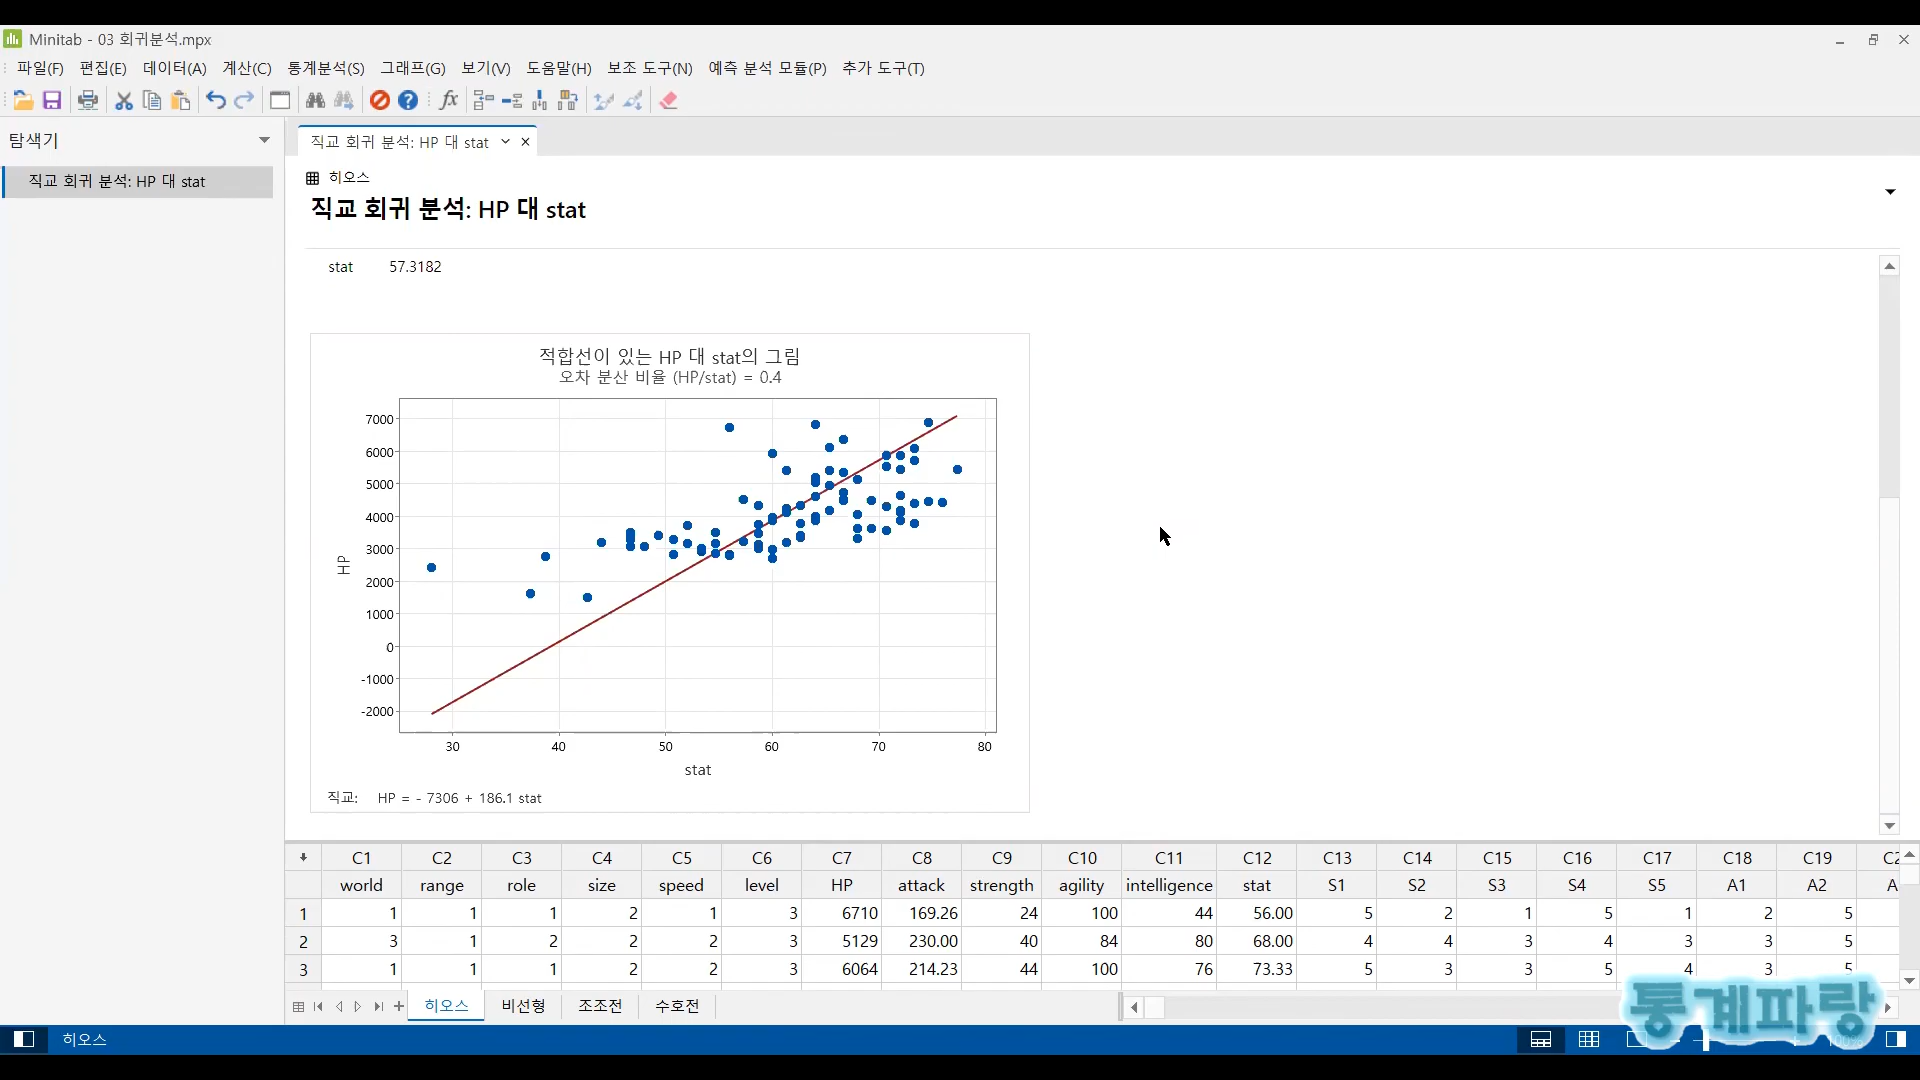 Minitab - 03 회귀분석.mpx
파일(F) 편집(E) 데이터(A) 계산(C) 통계분석(S) 그래프(G) 보기(V) 도움말(H) 보조 도구(N) 예측 분석 모듈(P) 추가 도구(T)
fx
탐색기
직교 회귀 분석: HP 대 stat
직교 회귀 분석: HP 대 stat
히오스
직교 회귀 분석: HP 대 stat
stat 57.3182
적합선이 있는 HP 대 stat의 그림
오차 분산 비율 (HP/stat) = 0.4
7000
6000
5000
4000
3000
2000
1000
0
-1000
-2000
HP
30 40 50 60 70 80
stat
직교: HP = - 7306 + 186.1 stat
C1 C2 C3 C4 C5 C6 C7 C8 C9 C10 C11 C12 C13 C14 C15 C16 C17 C18 C19
world range role size speed level HP attack strength agility intelligence stat S1 S2 S3 S4 S5 A1 A2 A
1 1 1 1 2 1 3 6710 169.26 24 100 44 56.00 5 2 1 5 1 2 5
2 3 1 2 2 2 3 5129 230.00 40 84 80 68.00 4 4 3 4 3 3 5
3 1 1 1 2 2 3 6064 214.23 44 100 76 73.33 5 3 3 5 4 3 5
히오스 비선형 조조전 수호전
통계파랑
히오스